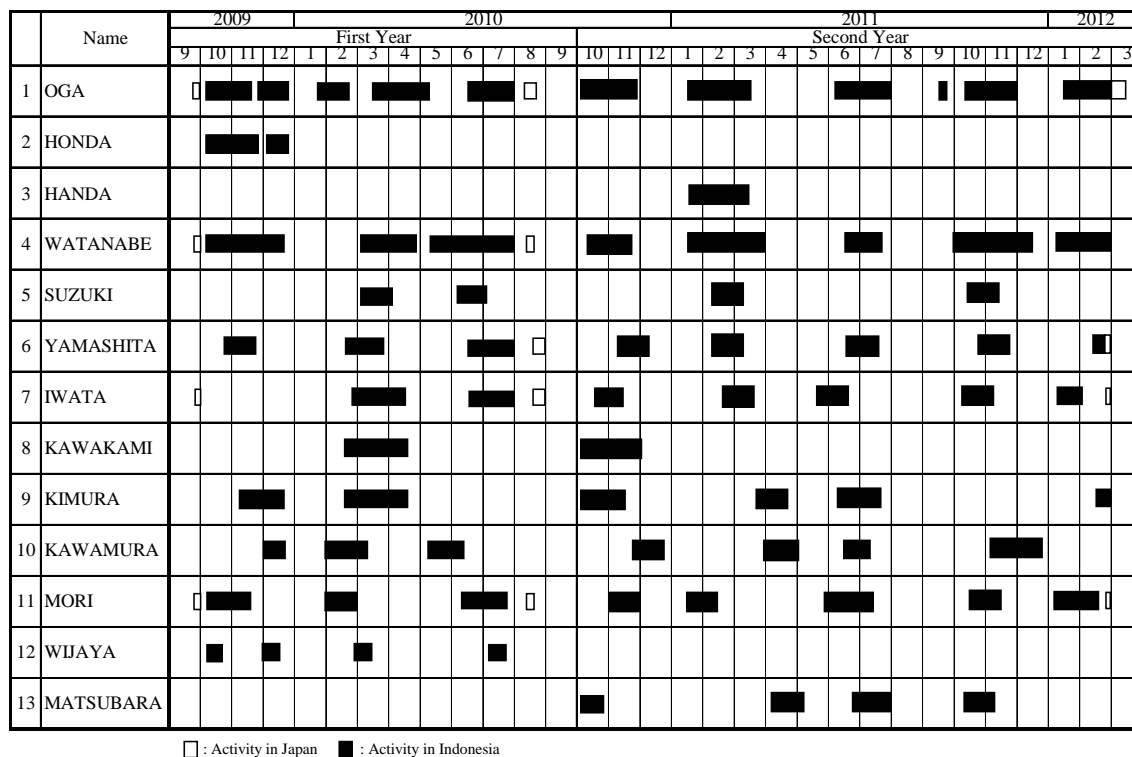 2009 2010 2011 2012
Name First Year Second Year
9 10 11 12 1 2 3 4 5 6 7 8 9 10 11 12 1 2 3 4 5 6 7 8 9 10 11 12 1 2 3
1 OGA
2 HONDA
3 HANDA
4 WATANABE
5 SUZUKI
6 YAMASHITA
7 IWATA
8 KAWAKAMI
9 KIMURA
10 KAWAMURA
11 MORI
12 WIJAYA
13 MATSUBARA
: Activity in Japan : Activity in Indonesia